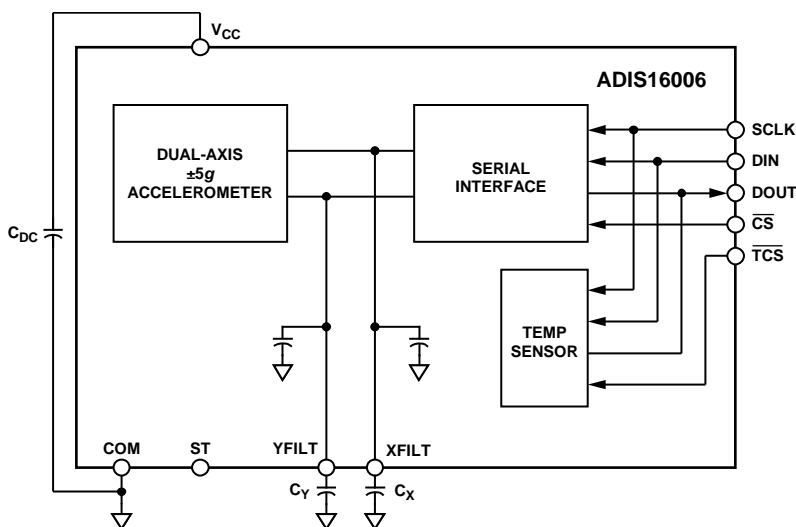 VCC
ADIS16006
DUAL-AXIS
±5g
ACCELEROMETER
SERIAL
INTERFACE
SCLK
DIN
DOUT
CS
TCS
CDC
TEMP
SENSOR
COM
ST
YFILT
XFILT
CY
CX